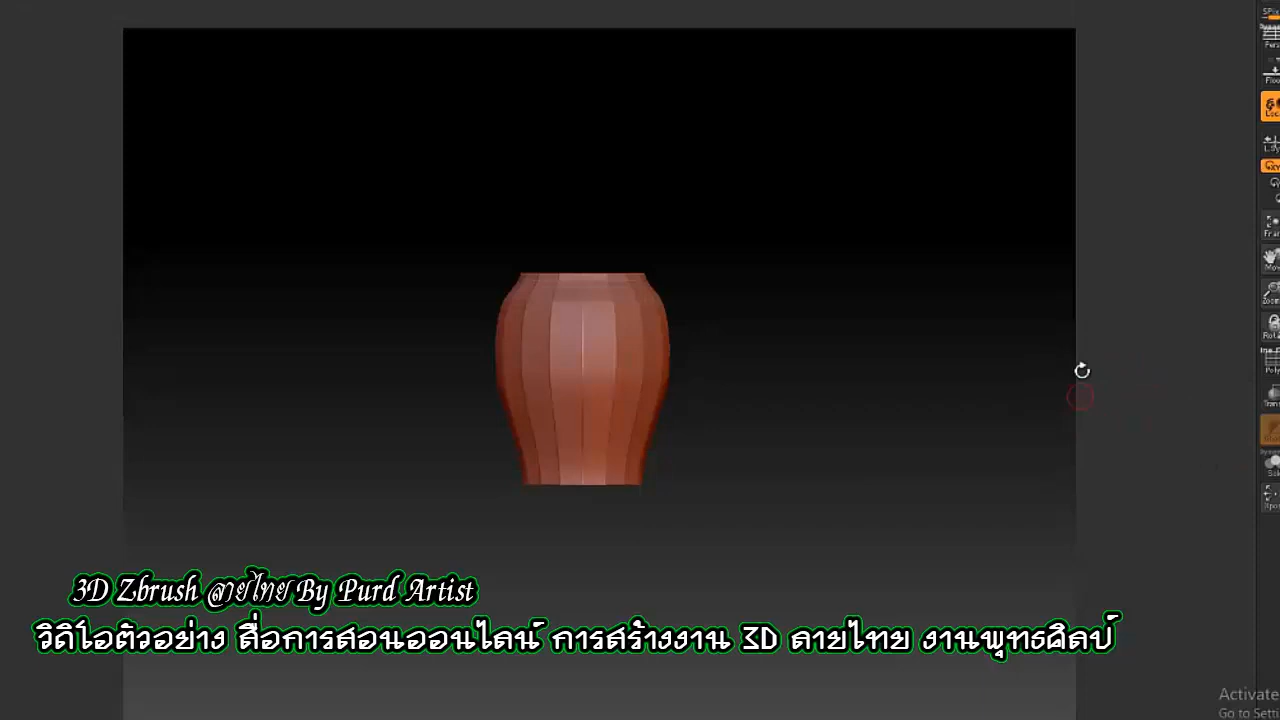 3D Zbrush ลายไทย By Purd Artist
วิดีโอตัวอย่าง สื่อการสอนออนไลน์ การสร้างงาน 3D ลายไทย งานพุทธศิลป์
Activate
Go to Setti